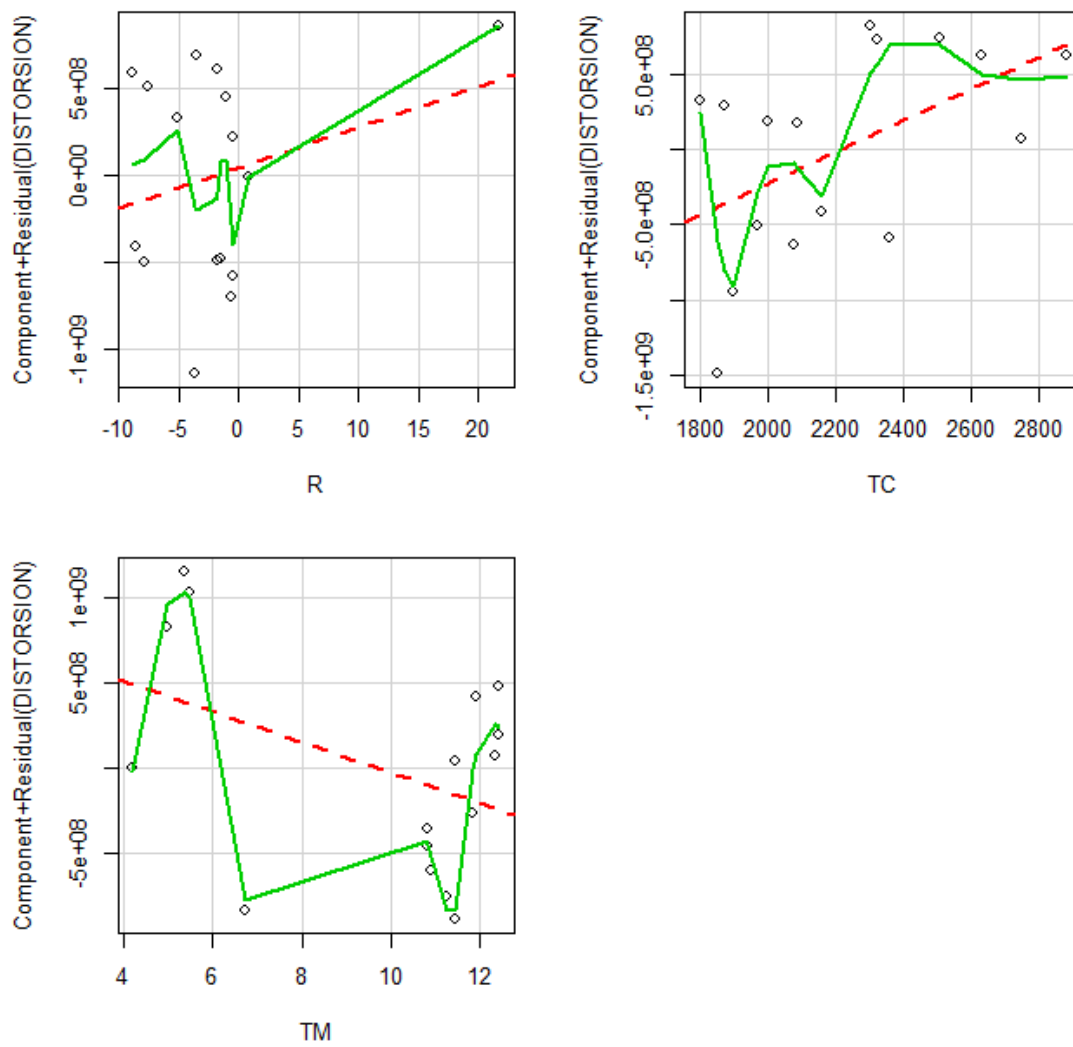 Component+Residual(DISTORSION)
5e+08
0e+00
-1e+09
-10 -5 0 5 10 15 20
R
Component+Residual(DISTORSION)
5.0e+08
-5.0e+08
-1.5e+09
1800 2000 2200 2400 2600 2800
TC
Component+Residual(DISTORSION)
1e+09
5e+08
-5e+08
4 6 8 10 12
TM